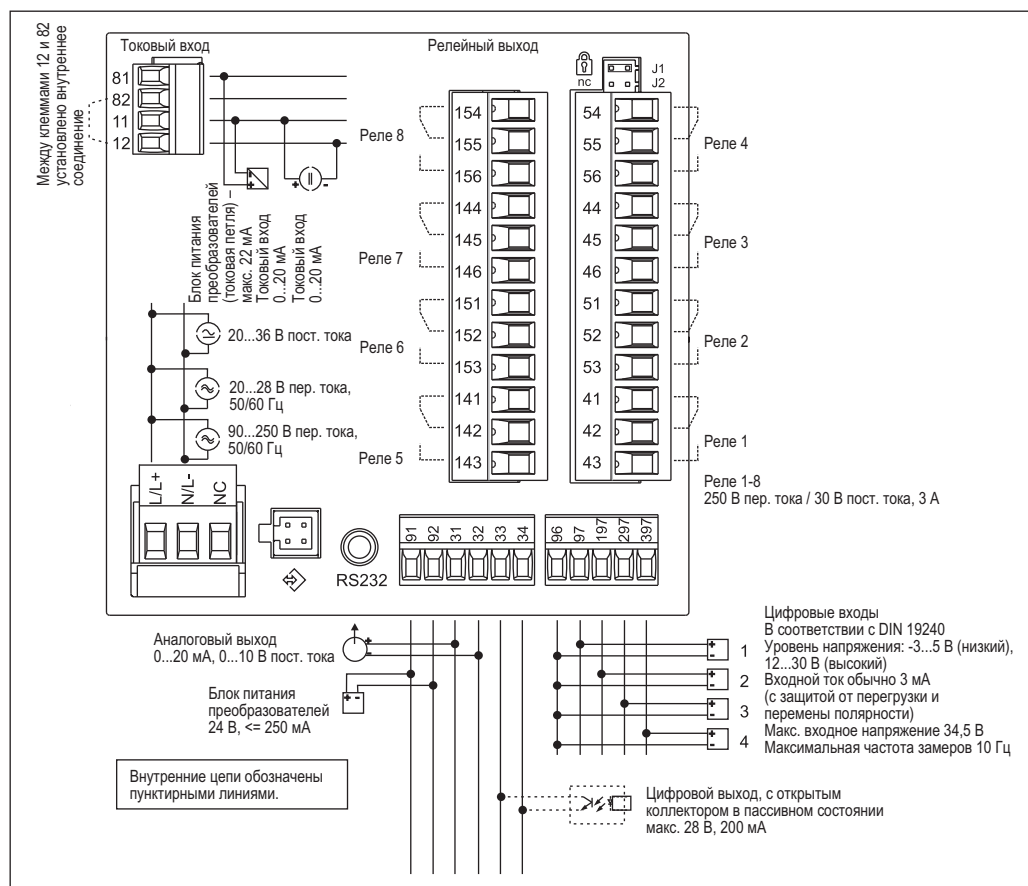 Между клеммами 12 и 82
установлено внутреннее
соединение
Токовый вход
81
82
11
12
Блок питания
преобразователей
(токовая петля) –
макс. 22 мА
Токовый вход
0...20 мА
Токовый вход
0...20 мА
Релейный выход
nc
J1
J2
154
155
156
144
145
146
151
152
153
141
142
143
Реле 8
Реле 7
Реле 6
Реле 5
54
55
56
44
45
46
51
52
53
41
42
43
Реле 4
Реле 3
Реле 2
Реле 1
Реле 1-8
250 В пер. тока / 30 В пост. тока, 3 А
20...36 В пост. тока
20...28 В пер. тока,
50/60 Гц
90...250 В пер. тока,
50/60 Гц
L/L+
N/L-
NC
RS232
91
92
31
32
33
34
96
97
197
297
397
Аналоговый выход
0...20 мА, 0...10 В пост. тока
Блок питания
преобразователей
24 В, <= 250 мА
Внутренние цепи обозначены
пунктирными линиями.
1
2
3
4
Цифровые входы
В соответствии с DIN 19240
Уровень напряжения: -3...5 В (низкий),
12...30 В (высокий)
Входной ток обычно 3 мА
(с защитой от перегрузки и
перемены полярности)
Макс. входное напряжение 34,5 В
Максимальная частота замеров 10 Гц
Цифровой выход, с открытым
коллектором в пассивном состоянии
макс. 28 В, 200 мА